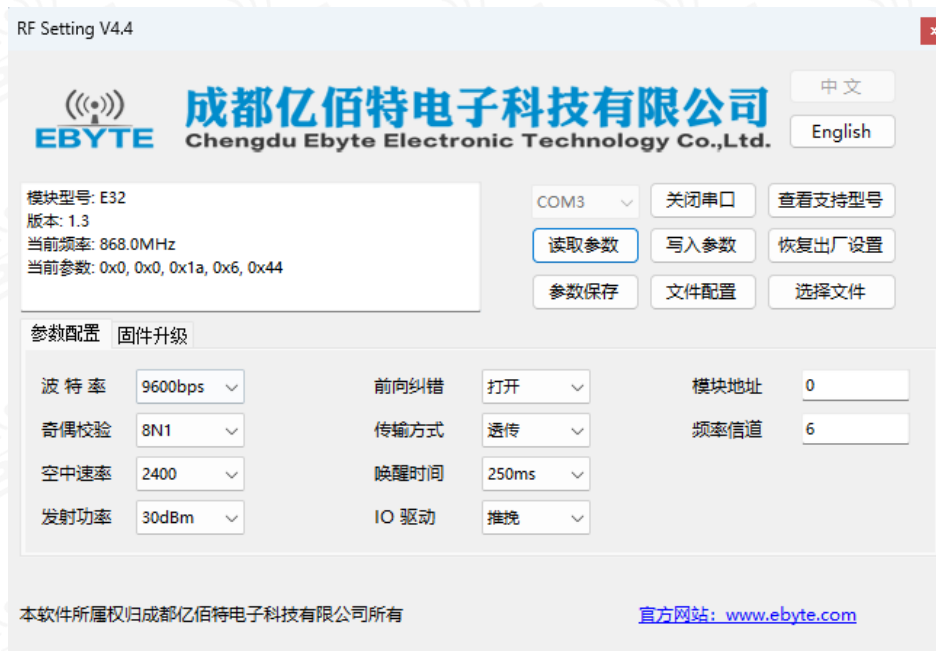 RF Setting V4.4
EBYTE
成都亿佰特电子科技有限公司
Chengdu Ebyte Electronic Technology Co.,Ltd.
中文
English
模块型号: E32
版本: 1.3
当前频率: 868.0MHz
当前参数: 0x0, 0x0, 0x1a, 0x6, 0x44
COM3 关闭串口 查看支持型号
读取参数 写入参数 恢复出厂设置
参数保存 文件配置 选择文件
参数配置 固件升级
波特率 9600bps 前向纠错 打开 模块地址 0
奇偶校验 8N1 传输方式 透传 频率信道 6
空中速率 2400 唤醒时间 250ms
发射功率 30dBm IO 驱动 推挽
本软件所属权归成都亿佰特电子科技有限公司所有 官方网站：www.ebyte.com